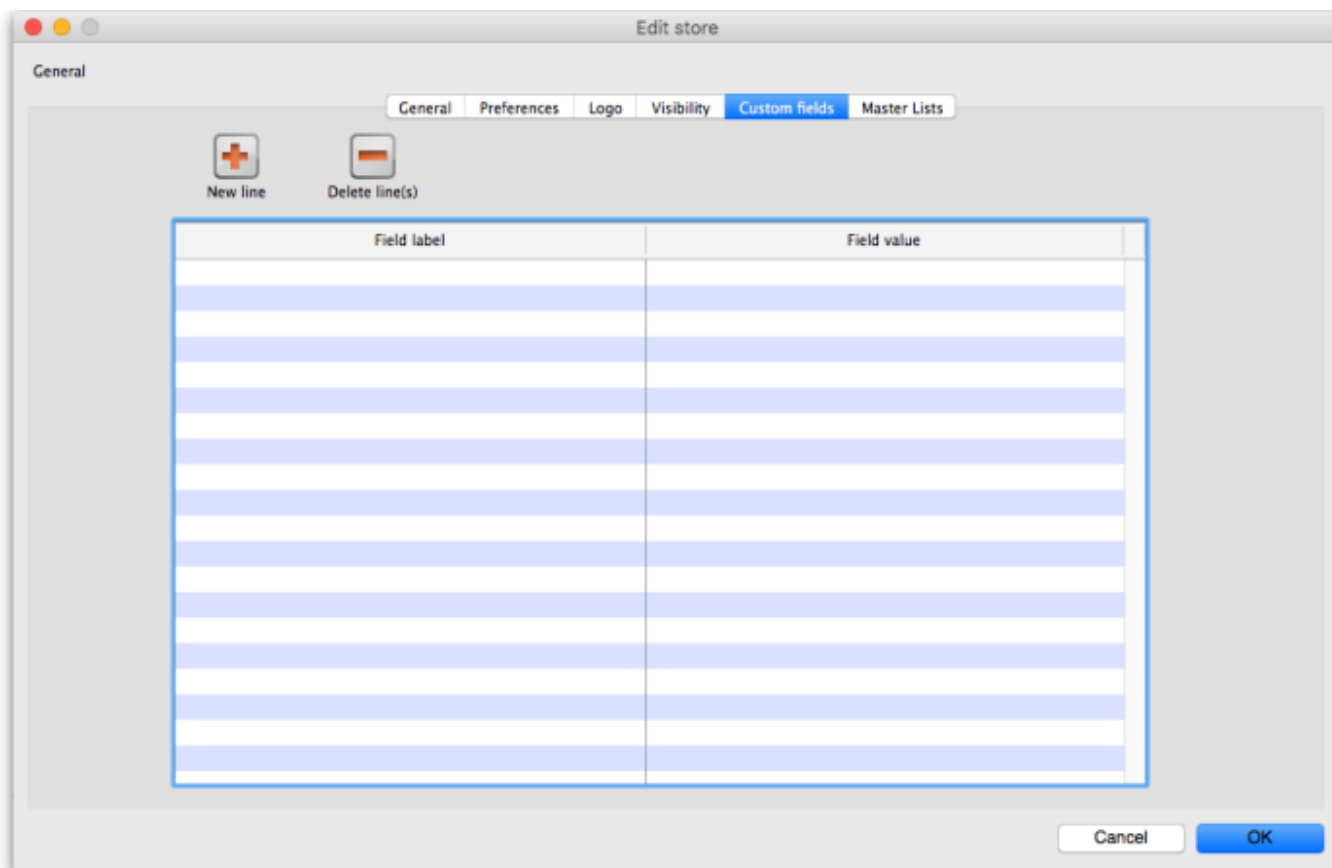 Edit store
General
General Preferences Logo Visibility Custom fields Master Lists
New line Delete line(s)
Field label Field value
Cancel OK